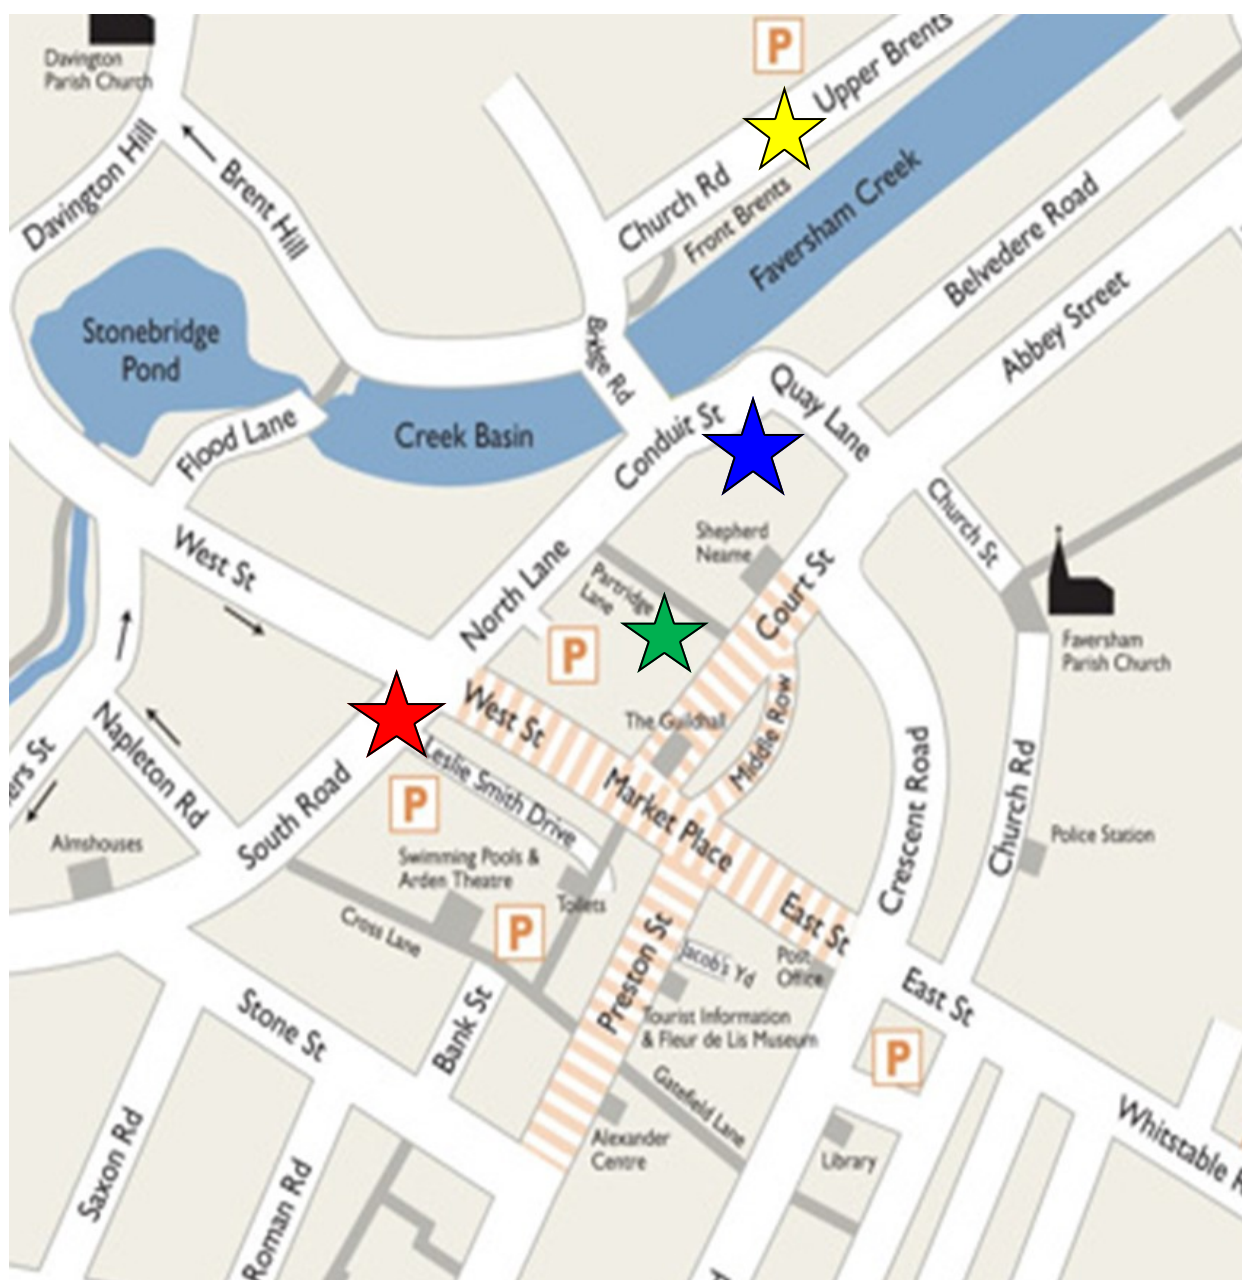 Davington
Parish Church
P
Upper Brents
Davington Hill
Brent Hill
Church Rd
Front Brents
Faversham Creek
Belvedere Road
Stonebridge
Pond
Bridge Rd
Abbey Street
Quay Lane
Flood Lane
Creek Basin
Conduit St
Church St
West St
Shepherd
Neame
North Lane
Partridge
Lane
Court St
P
Faversham
Parish Church
West St
The Guildhall
Middle Row
Napleton Rd
ers St
Leslie Smith Drive
Market Place
South Road
P
Crescent Road
Church Rd
Police Station
Almshouses
Swimming Pools &
Arden Theatre
Toilets
Cross Lane
P
East St
Preston St
Jacob's Yd
Post
Office
East St
Stone St
Bank St
Tourist Information
& Fleur de Lis Museum
P
Gatefield Lane
Whitstable R
Saxon Rd
Roman Rd
Alexander
Centre
Library